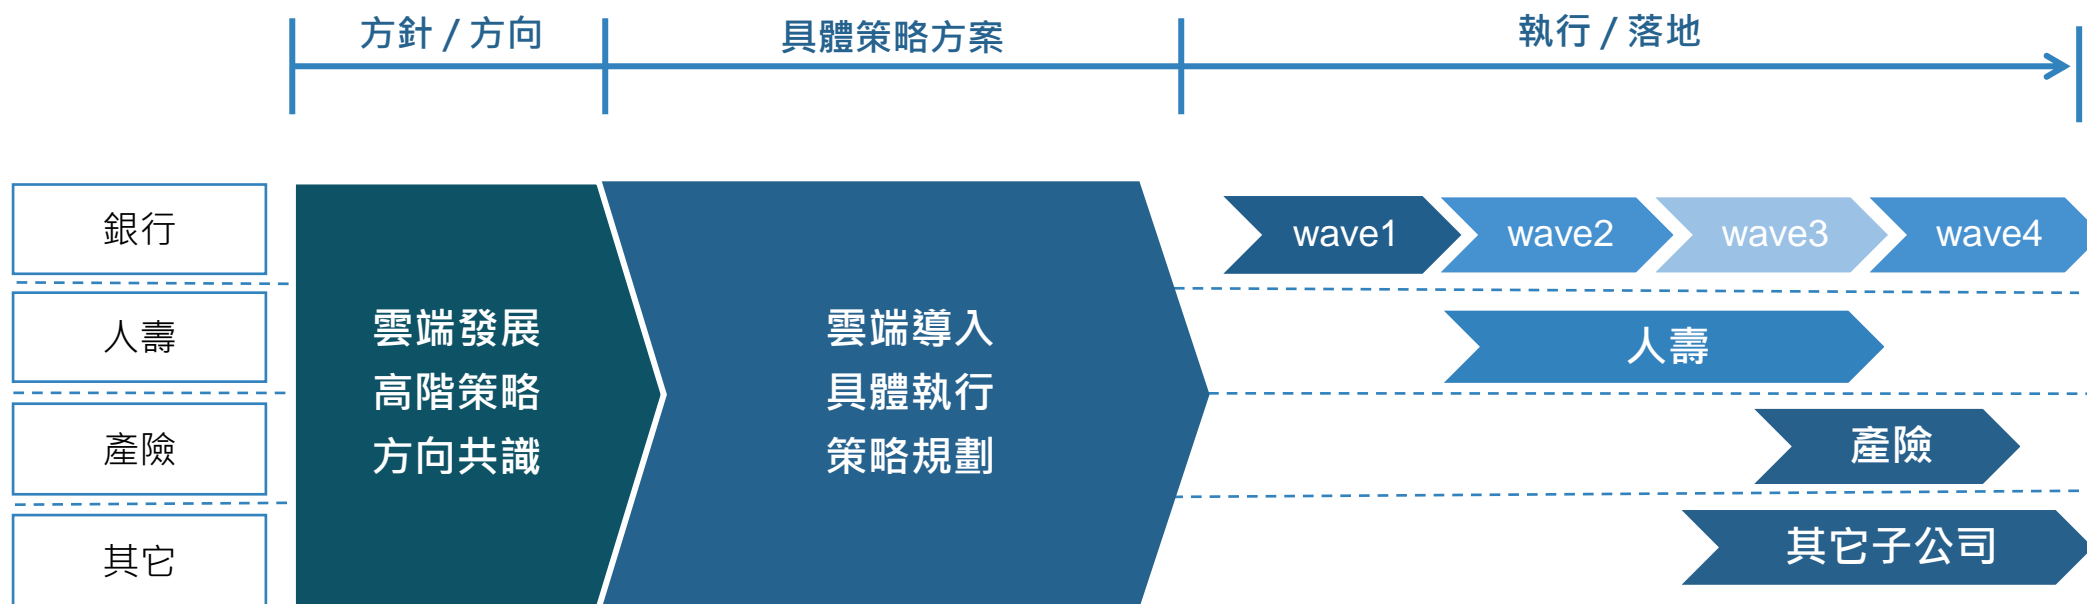 方針 / 方向
具體策略方案
執行 / 落地
銀行
人壽
產險
其它
雲端發展
高階策略
方向共識
雲端導入
具體執行
策略規劃
wave1
wave2
wave3
wave4
人壽
產險
其它子公司